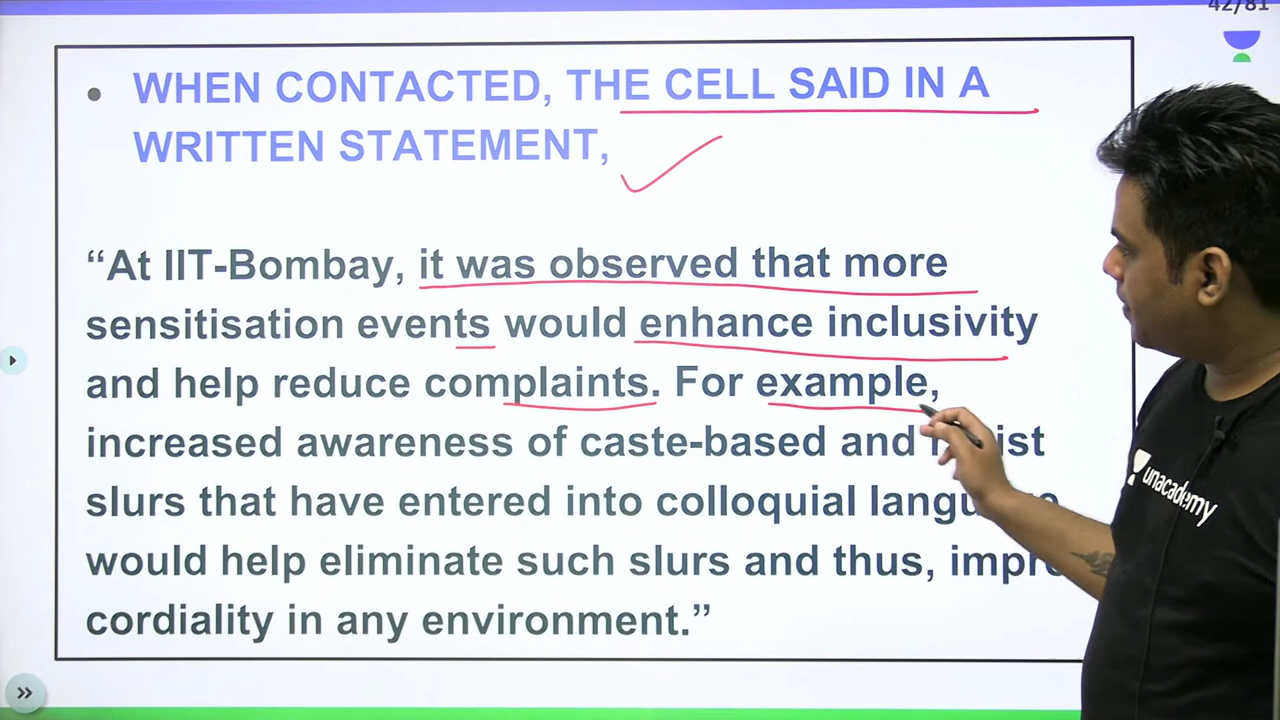 42/81
• WHEN CONTACTED, THE CELL SAID IN A
WRITTEN STATEMENT,
“At IIT-Bombay, it was observed that more
sensitisation events would enhance inclusivity
and help reduce complaints. For example,
increased awareness of caste-based and
slurs that have entered into colloquial
would help eliminate such slurs and thus,
cordiality in any environment.”
unacademy